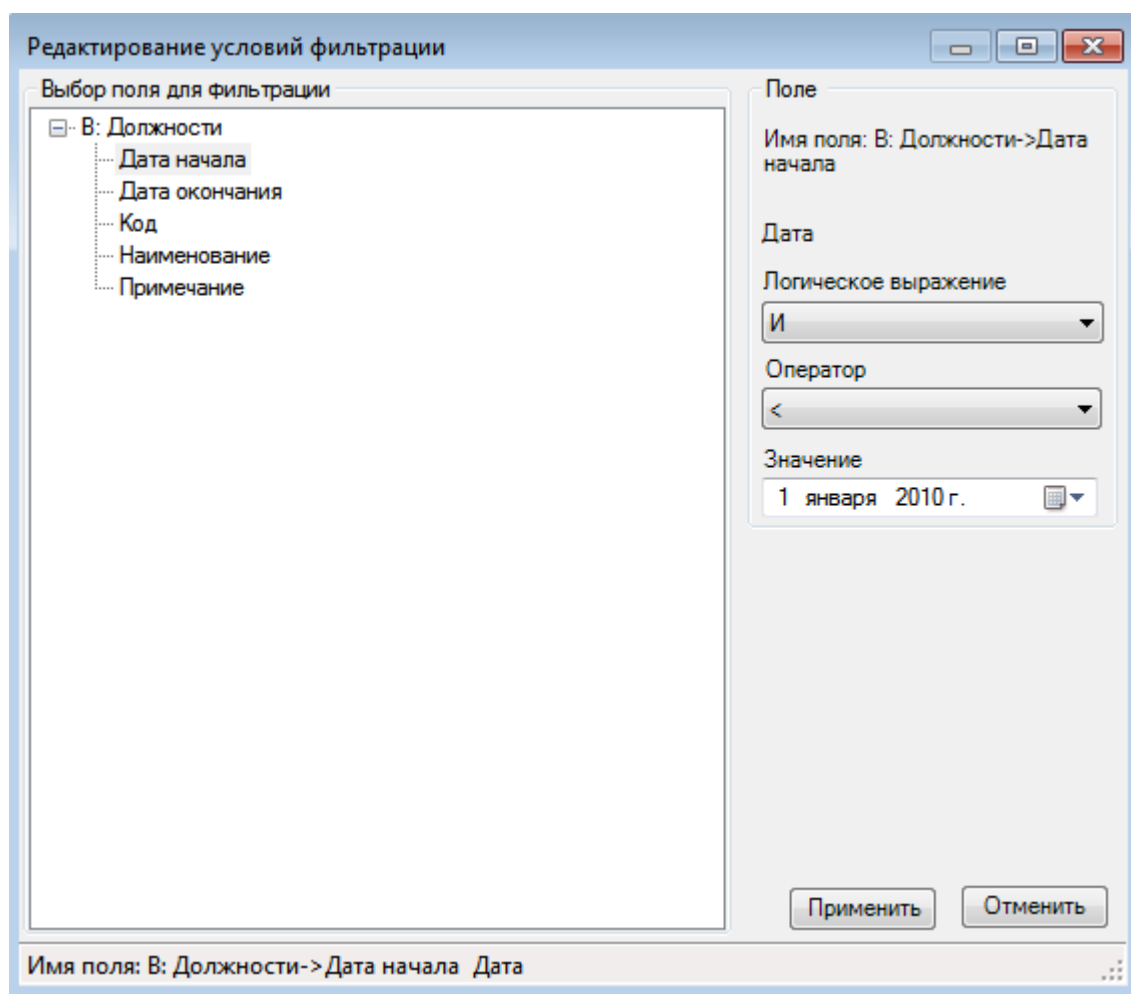 Редактирование условий фильтрации
Выбор поля для фильтрации
В: Должности
Дата начала
Дата окончания
Код
Наименование
Примечание
Поле
Имя поля: В: Должности->Дата
начала
Дата
Логическое выражение
И
Оператор
<
Значение
1 января 2010 г.
Применить
Отменить
Имя поля: В: Должности->Дата начала Дата